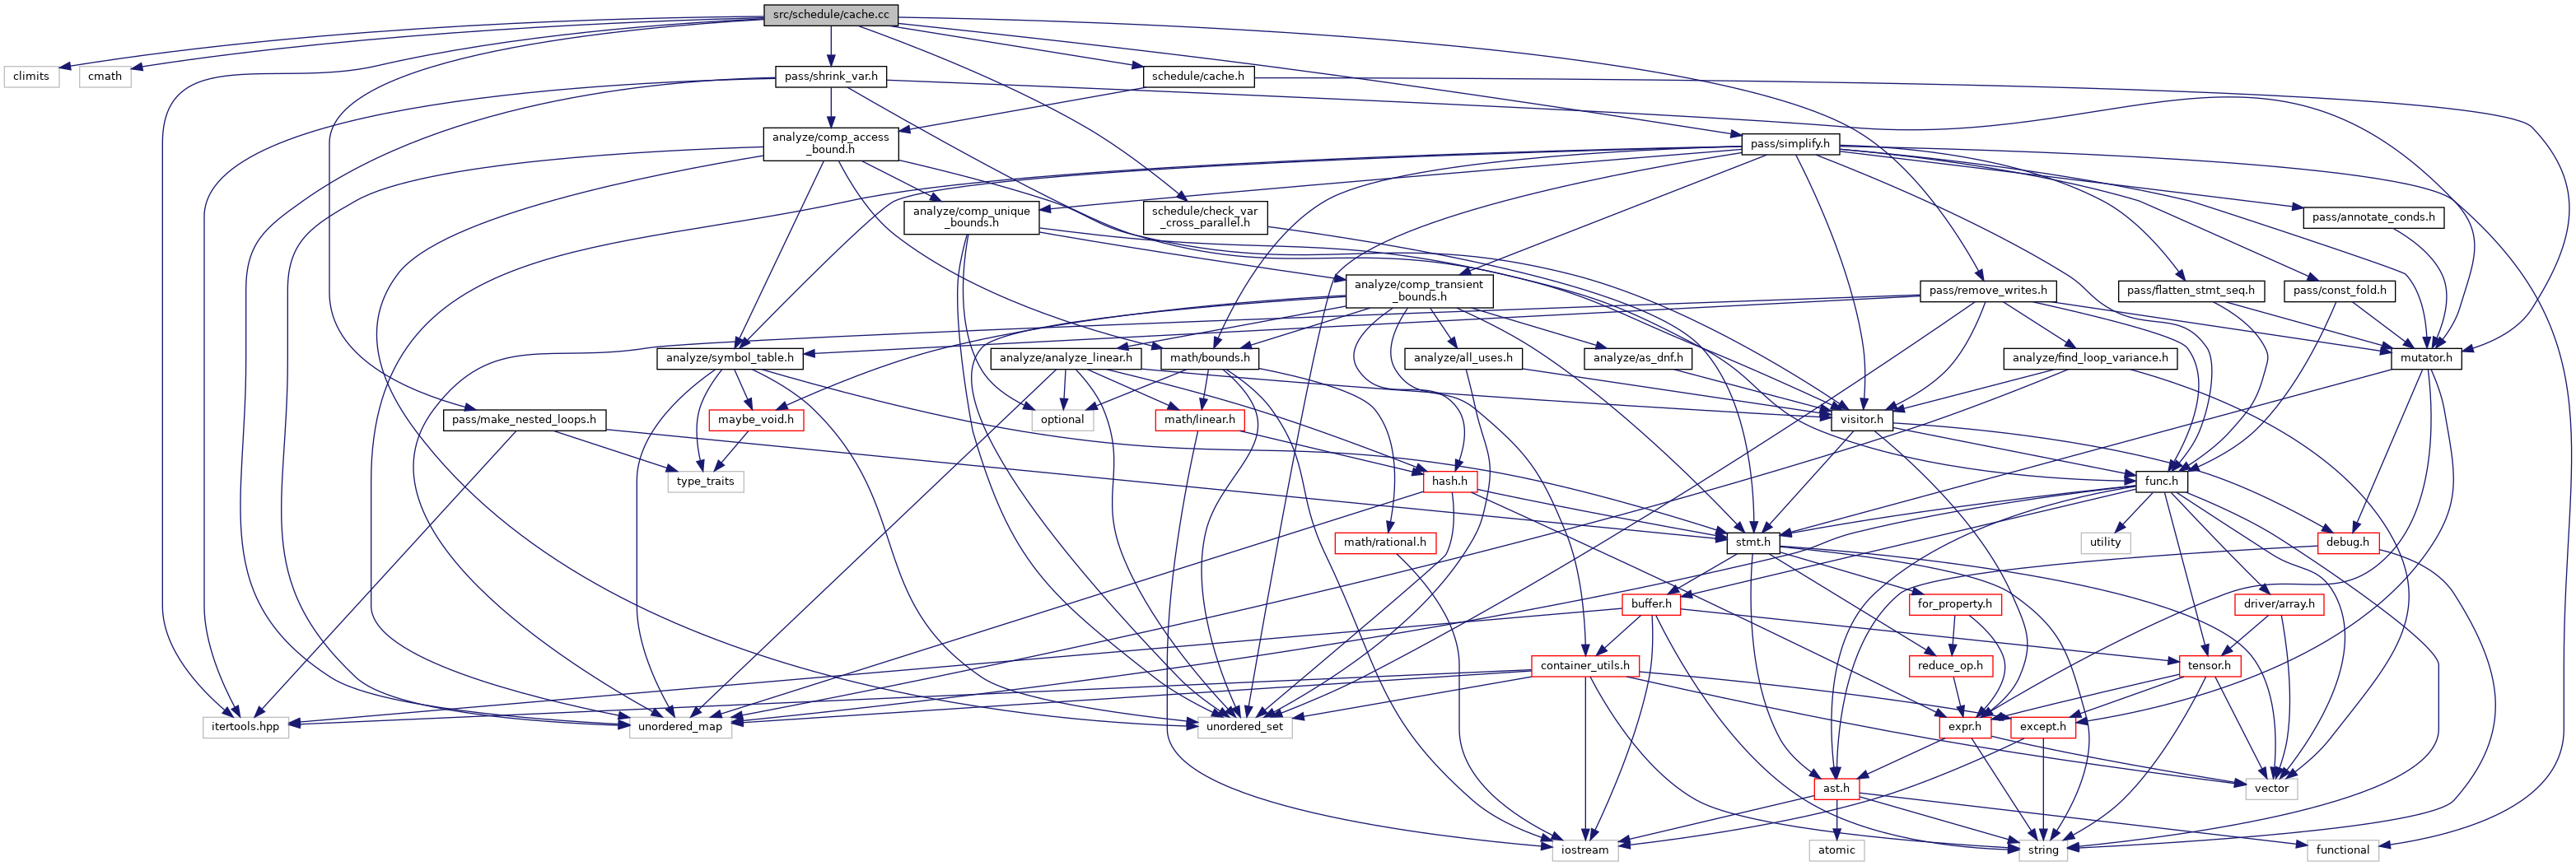 src/schedule/cache.cc
climits
cmath
pass/shrink_var.h
schedule/cache.h
analyze/comp_access
_bound.h
pass/simplify.h
analyze/comp_unique
_bounds.h
schedule/check_var
_cross_parallel.h
pass/annotate_conds.h
analyze/comp_transient
_bounds.h
pass/remove_writes.h
pass/flatten_stmt_seq.h
pass/const_fold.h
analyze/symbol_table.h
analyze/analyze_linear.h
math/bounds.h
analyze/all_uses.h
analyze/as_dnf.h
analyze/find_loop_variance.h
mutator.h
pass/make_nested_loops.h
maybe_void.h
optional
math/linear.h
visitor.h
type_traits
hash.h
func.h
math/rational.h
stmt.h
utility
debug.h
buffer.h
for_property.h
driver/array.h
container_utils.h
reduce_op.h
tensor.h
itertools.hpp
unordered_map
unordered_set
expr.h
except.h
ast.h
vector
iostream
atomic
string
functional